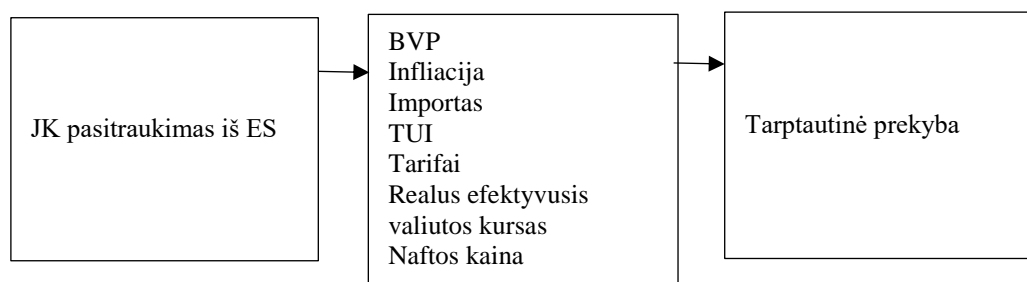 JK pasitraukimas iš ES
BVP
Infliacija
Importas
TUI
Tarifai
Realus efektyvusis
valiutos kursas
Naftos kaina
Tarptautinė prekyba